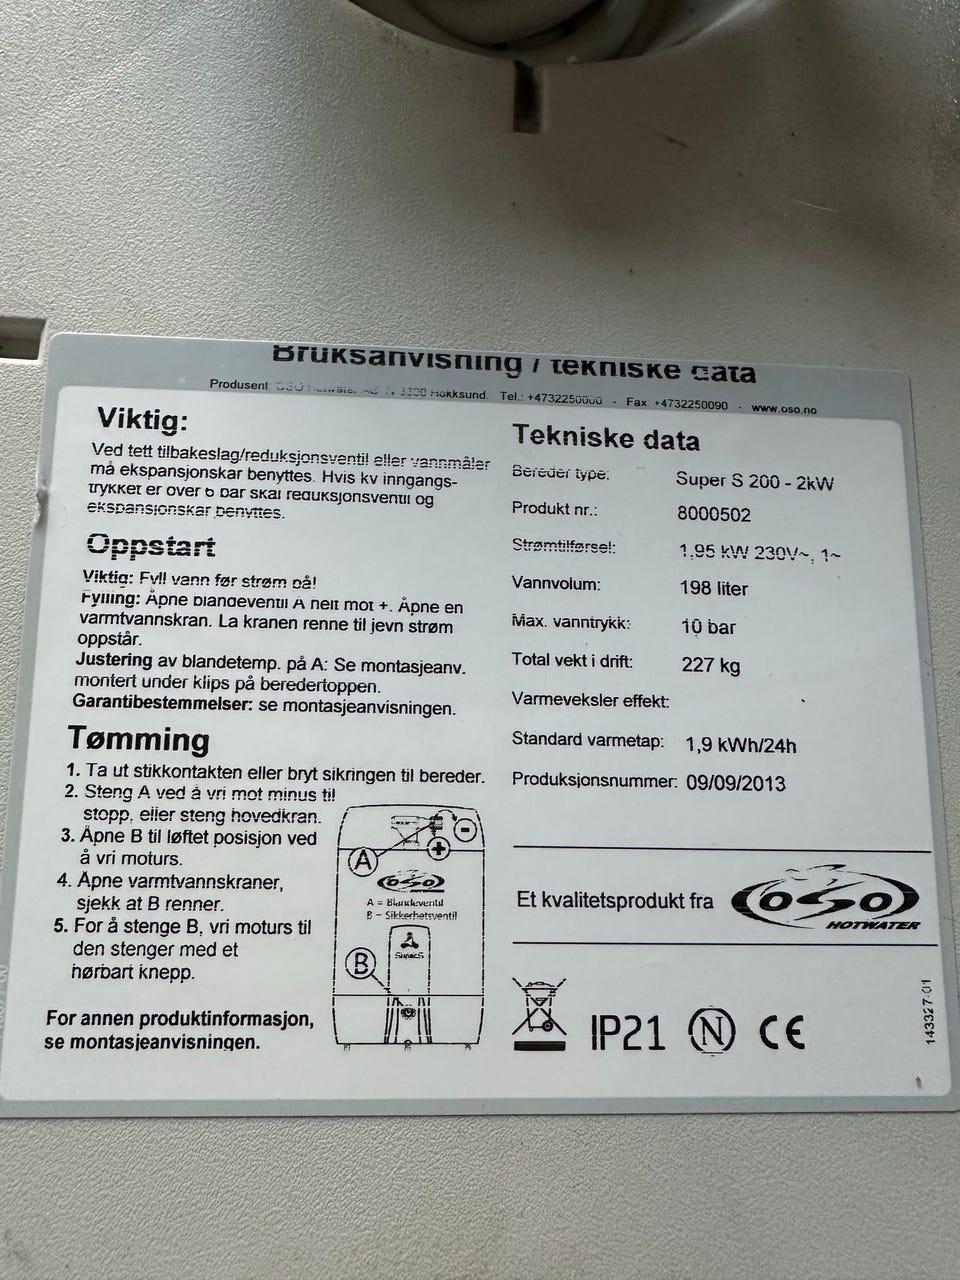 Bruksanvisning / tekniske data
Produsent OSO Hotwater AS N 3300 Hokksund. Tel.: +4732250000 - Fax +4732250090 - www.oso.no
Viktig:
Ved tett tilbakeslag/reduksjonsventil eller vannmåler
må ekspansjonskar benyttes. Hvis kv inngangs-
trykket er over 6 bar skal reduksjonsventil og
ekspansjonskar benyttes.
Oppstart
Viktig: Fyll vann før strøm på!
Fylling: Åpne blandeventil A helt mot +. Åpne en
varmtvannskran. La kranen renne til jevn strøm
oppstår.
Justering av blandetemp. på A: Se montasjeanv.
montert under klips på beredertoppen.
Garantibestemmelser: se montasjeanvisningen.
Tømming
1. Ta ut stikkontakten eller bryt sikringen til bereder.
2. Steng A ved å vri mot minus til
stopp, eller steng hovedkran.
3. Åpne B til løftet posisjon ved
å vri moturs.
4. Åpne varmtvannskraner,
sjekk at B renner.
5. For å stenge B, vri moturs til
den stenger med et
hørbart knepp.
For annen produktinformasjon,
se montasjeanvisningen.
A
-
+
OSO
A = Blandeventil
B = Sikkerhetsventil
B
Tekniske data
Bereder type: Super S 200 - 2kW
Produkt nr.: 8000502
Strømtilførsel: 1,95 kW 230V~, 1~
Vannvolum: 198 liter
Max. vanntrykk: 10 bar
Total vekt i drift: 227 kg
Varmeveksler effekt:
Standard varmetap: 1,9 kWh/24h
Produksjonsnummer: 09/09/2013
Et kvalitetsprodukt fra OSO HOTWATER
IP21 N CE
143327-01